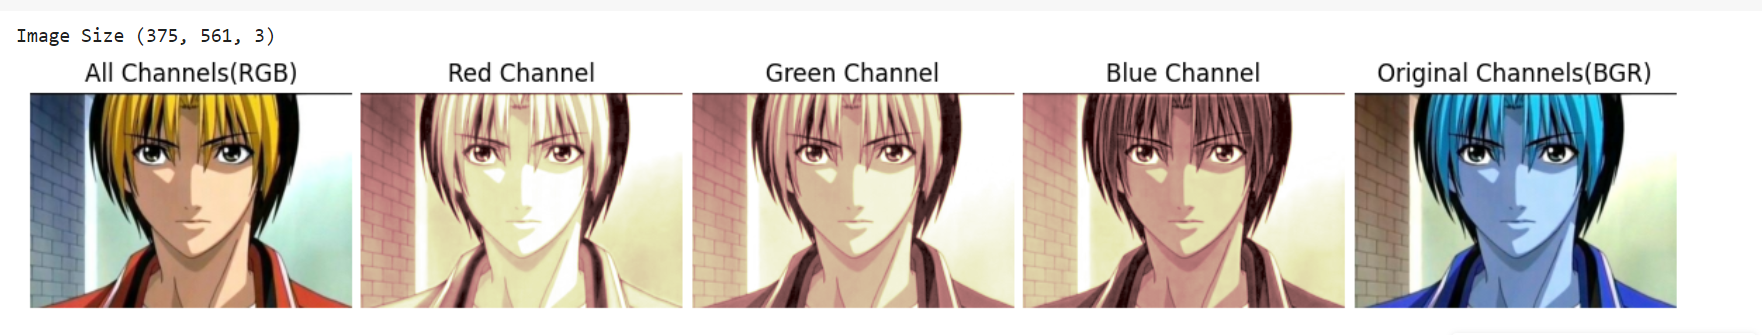 Image Size (375, 561, 3)
All Channels(RGB) Red Channel Green Channel Blue Channel Original Channels(BGR)